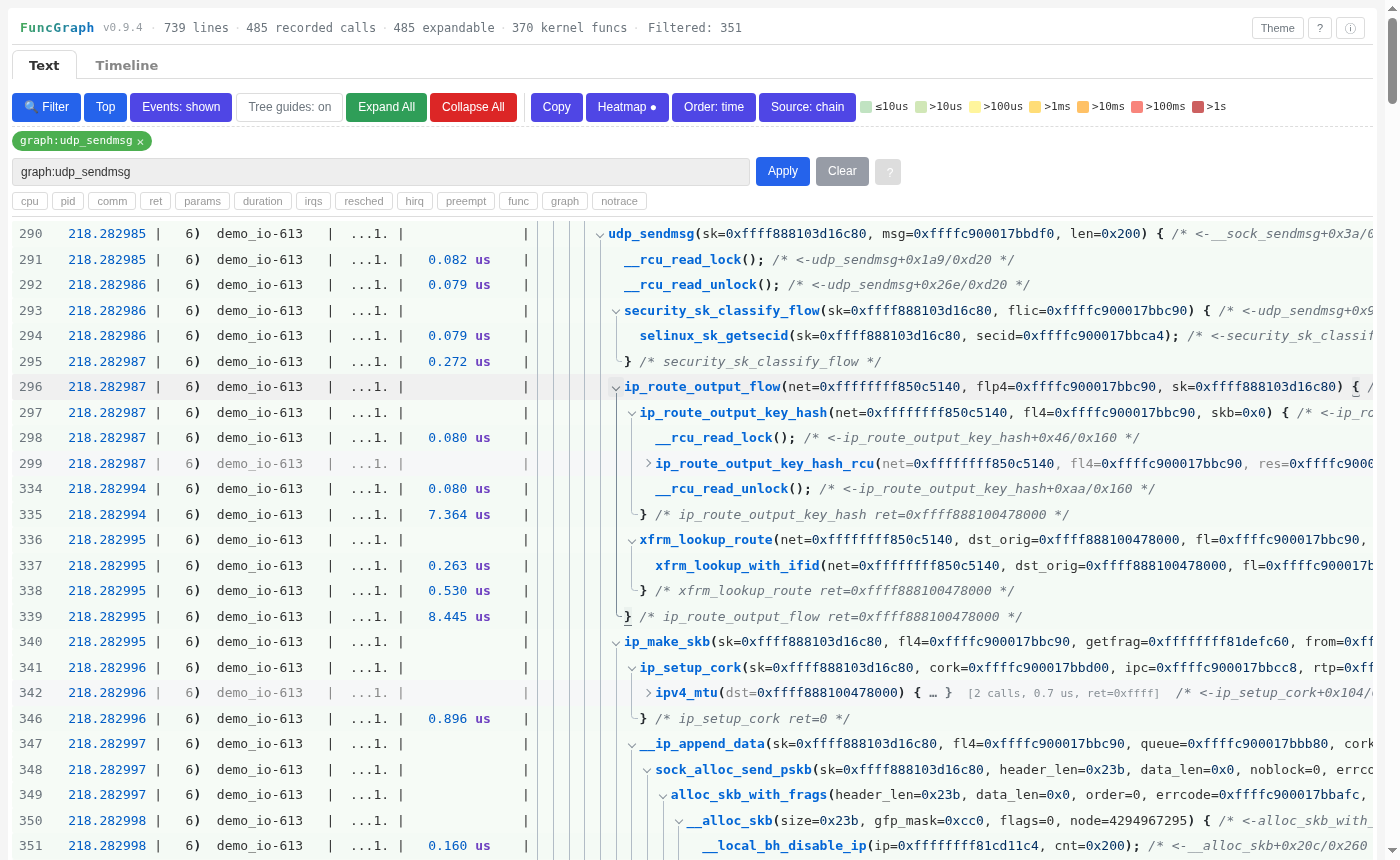 FuncGraph v0.9.4 · 739 lines · 485 recorded calls · 485 expandable · 370 kernel funcs · Filtered: 351 Theme ? ⓘ
Text Timeline
🔍 Filter Top Events: shown Tree guides: on Expand All Collapse All Copy Heatmap ● Order: time Source: chain ≤10us >10us >100us >1ms >10ms >100ms >1s
graph:udp_sendmsg ×
graph:udp_sendmsg Apply Clear ?
cpu pid comm ret params duration irqs resched hirq preempt func graph notrace
290 218.282985 | 6) demo_io-613 | ...1. | | udp_sendmsg(sk=0xffff888103d16c80, msg=0xffffc900017bbdf0, len=0x200) { /* <-__sock_sendmsg+0x3a/0
291 218.282985 | 6) demo_io-613 | ...1. | 0.082 us | __rcu_read_lock(); /* <-udp_sendmsg+0x1a9/0xd20 */
292 218.282986 | 6) demo_io-613 | ...1. | 0.079 us | __rcu_read_unlock(); /* <-udp_sendmsg+0x26e/0xd20 */
293 218.282986 | 6) demo_io-613 | ...1. | | security_sk_classify_flow(sk=0xffff888103d16c80, flic=0xffffc900017bbc90) { /* <-udp_sendmsg+0x9
294 218.282986 | 6) demo_io-613 | ...1. | 0.079 us | selinux_sk_getsecid(sk=0xffff888103d16c80, secid=0xffffc900017bbca4); /* <-security_sk_classif
295 218.282987 | 6) demo_io-613 | ...1. | 0.272 us | } /* security_sk_classify_flow */
296 218.282987 | 6) demo_io-613 | ...1. | | ip_route_output_flow(net=0xffffffff850c5140, flp4=0xffffc900017bbc90, sk=0xffff888103d16c80) { /
297 218.282987 | 6) demo_io-613 | ...1. | | ip_route_output_key_hash(net=0xffffffff850c5140, fl4=0xffffc900017bbc90, skb=0x0) { /* <-ip_ro
298 218.282987 | 6) demo_io-613 | ...1. | 0.080 us | __rcu_read_lock(); /* <-ip_route_output_key_hash+0x46/0x160 */
299 218.282987 | 6) demo_io-613 | ...1. | | ip_route_output_key_hash_rcu(net=0xffffffff850c5140, fl4=0xffffc900017bbc90, res=0xffffc9000
334 218.282994 | 6) demo_io-613 | ...1. | 0.080 us | __rcu_read_unlock(); /* <-ip_route_output_key_hash+0xaa/0x160 */
335 218.282994 | 6) demo_io-613 | ...1. | 7.364 us | } /* ip_route_output_key_hash ret=0xffff888100478000 */
336 218.282995 | 6) demo_io-613 | ...1. | | xfrm_lookup_route(net=0xffffffff850c5140, dst_orig=0xffff888100478000, fl=0xffffc900017bbc90,
337 218.282995 | 6) demo_io-613 | ...1. | 0.263 us | xfrm_lookup_with_ifid(net=0xffffffff850c5140, dst_orig=0xffff888100478000, fl=0xffffc900017b
338 218.282995 | 6) demo_io-613 | ...1. | 0.530 us | } /* xfrm_lookup_route ret=0xffff888100478000 */
339 218.282995 | 6) demo_io-613 | ...1. | 8.445 us | } /* ip_route_output_flow ret=0xffff888100478000 */
340 218.282995 | 6) demo_io-613 | ...1. | | ip_make_skb(sk=0xffff888103d16c80, fl4=0xffffc900017bbc90, getfrag=0xffffffff81defc60, from=0xff
341 218.282996 | 6) demo_io-613 | ...1. | | ip_setup_cork(sk=0xffff888103d16c80, cork=0xffffc900017bbd00, ipc=0xffffc900017bbcc8, rtp=0xff
342 218.282996 | 6) demo_io-613 | ...1. | | ipv4_mtu(dst=0xffff888100478000) { … } [2 calls, 0.7 us, ret=0xffff] /* <-ip_setup_cork+0x104/
346 218.282996 | 6) demo_io-613 | ...1. | 0.896 us | } /* ip_setup_cork ret=0 */
347 218.282997 | 6) demo_io-613 | ...1. | | __ip_append_data(sk=0xffff888103d16c80, fl4=0xffffc900017bbc90, queue=0xffffc900017bbb80, cork
348 218.282997 | 6) demo_io-613 | ...1. | | sock_alloc_send_pskb(sk=0xffff888103d16c80, header_len=0x23b, data_len=0x0, noblock=0, errco
349 218.282997 | 6) demo_io-613 | ...1. | | alloc_skb_with_frags(header_len=0x23b, data_len=0x0, order=0, errcode=0xffffc900017bbafc,
350 218.282998 | 6) demo_io-613 | ...1. | | __alloc_skb(size=0x23b, gfp_mask=0xcc0, flags=0, node=4294967295) { /* <-alloc_skb_with_
351 218.282998 | 6) demo_io-613 | ...1. | 0.160 us | __local_bh_disable_ip(ip=0xffffffff81cd11c4, cnt=0x200); /* <-__alloc_skb+0x20c/0x260